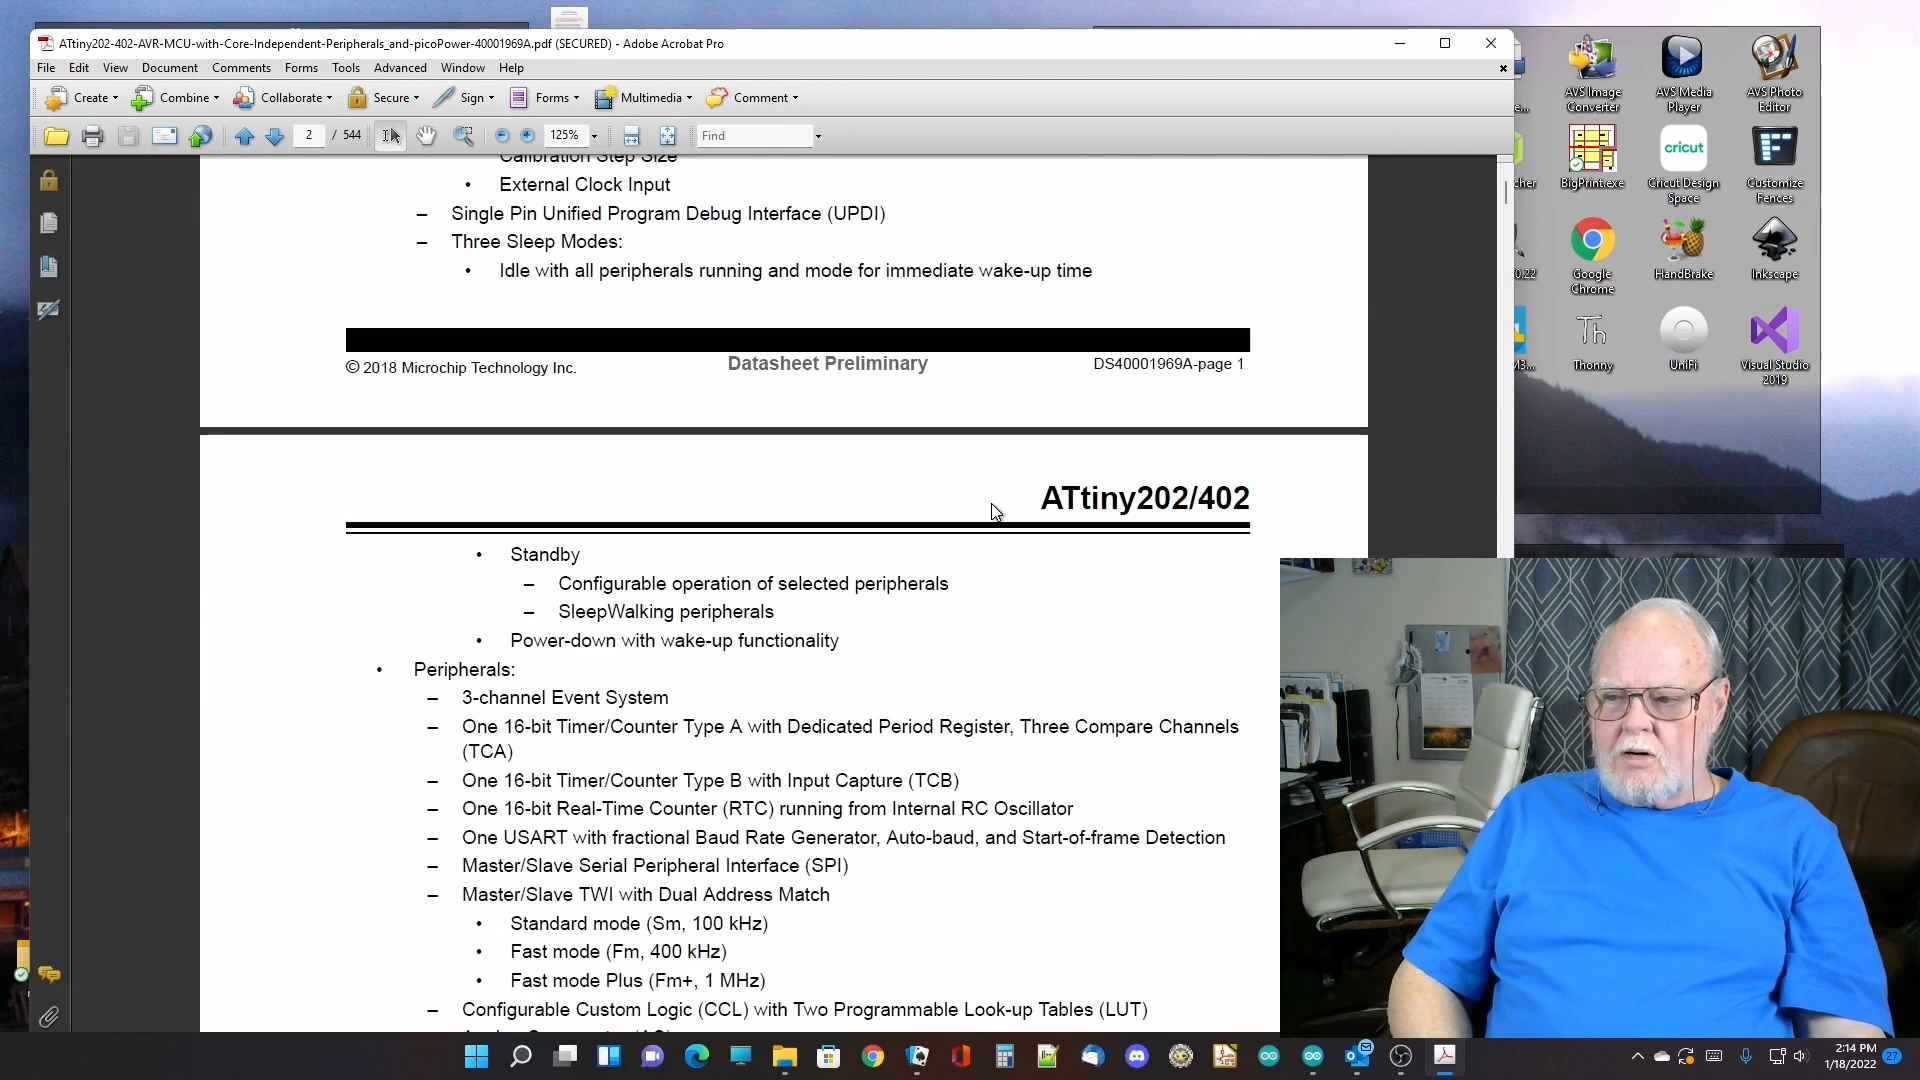 ATtiny202-402-AVR-MCU-with-Core-Independent-Peripherals_and-picoPower-40001969A.pdf (SECURED) - Adobe Acrobat Pro
File Edit View Document Comments Forms Tools Advanced Window Help
Create Combine Collaborate Secure Sign Forms Multimedia Comment
2 / 544 125% Find
Calibration Step Size
• External Clock Input
– Single Pin Unified Program Debug Interface (UPDI)
– Three Sleep Modes:
• Idle with all peripherals running and mode for immediate wake-up time
© 2018 Microchip Technology Inc. Datasheet Preliminary DS40001969A-page 1
ATtiny202/402
• Standby
– Configurable operation of selected peripherals
– SleepWalking peripherals
• Power-down with wake-up functionality
• Peripherals:
– 3-channel Event System
– One 16-bit Timer/Counter Type A with Dedicated Period Register, Three Compare Channels
(TCA)
– One 16-bit Timer/Counter Type B with Input Capture (TCB)
– One 16-bit Real-Time Counter (RTC) running from Internal RC Oscillator
– One USART with fractional Baud Rate Generator, Auto-baud, and Start-of-frame Detection
– Master/Slave Serial Peripheral Interface (SPI)
– Master/Slave TWI with Dual Address Match
• Standard mode (Sm, 100 kHz)
• Fast mode (Fm, 400 kHz)
• Fast mode Plus (Fm+, 1 MHz)
– Configurable Custom Logic (CCL) with Two Programmable Look-up Tables (LUT)
AVS Image
Converter
AVS Media
Player
AVS Photo
Editor
cricut
BigPrint.exe
Cricut Design
Space
Customize
Fences
Google
Chrome
HandBrake
Inkscape
Th
Thonny
UniFi
Visual Studio
2019
2:14 PM
1/18/2022
27